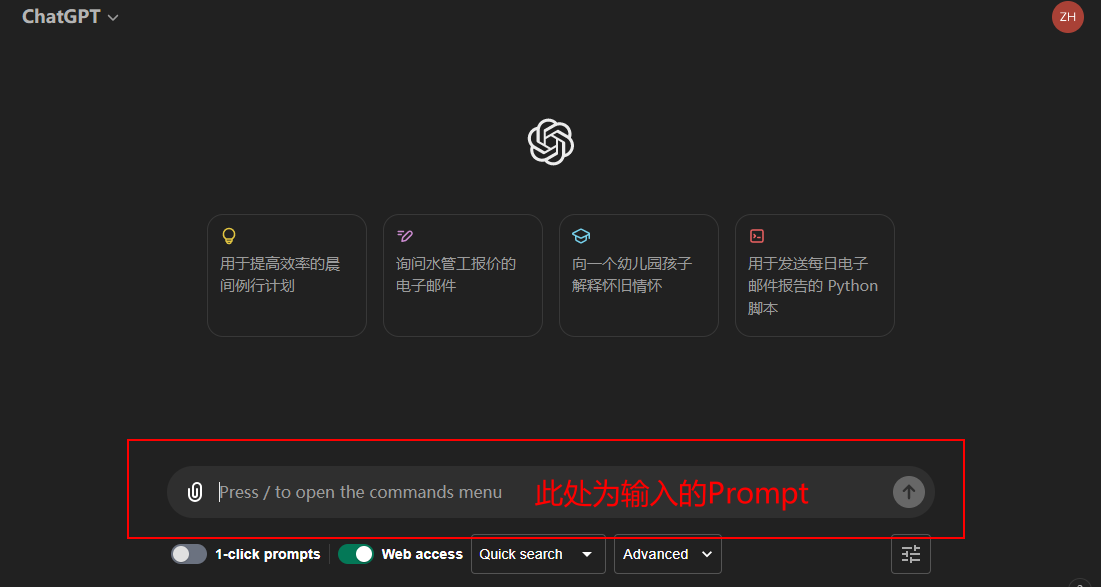 ChatGPT
ZH
用于提高效率的晨
间例行计划
询问水管工报价的
电子邮件
向一个幼儿园孩子
解释怀旧情怀
用于发送每日电子
邮件报告的 Python
脚本
Press / to open the commands menu
此处为输入的Prompt
1-click prompts
Web access
Quick search
Advanced